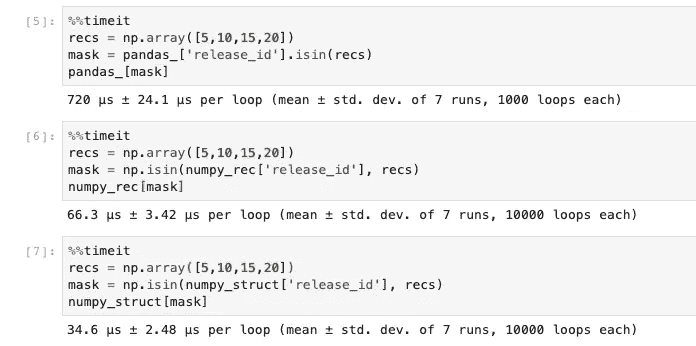 [5]: %%timeit
recs = np.array([5,10,15,20])
mask = pandas_['release_id'].isin(recs)
pandas_[mask]
720 µs ± 24.1 µs per loop (mean ± std. dev. of 7 runs, 1000 loops each)
[6]: %%timeit
recs = np.array([5,10,15,20])
mask = np.isin(numpy_rec['release_id'], recs)
numpy_rec[mask]
66.3 µs ± 3.42 µs per loop (mean ± std. dev. of 7 runs, 10000 loops each)
[7]: %%timeit
recs = np.array([5,10,15,20])
mask = np.isin(numpy_struct['release_id'], recs)
numpy_struct[mask]
34.6 µs ± 2.48 µs per loop (mean ± std. dev. of 7 runs, 10000 loops each)